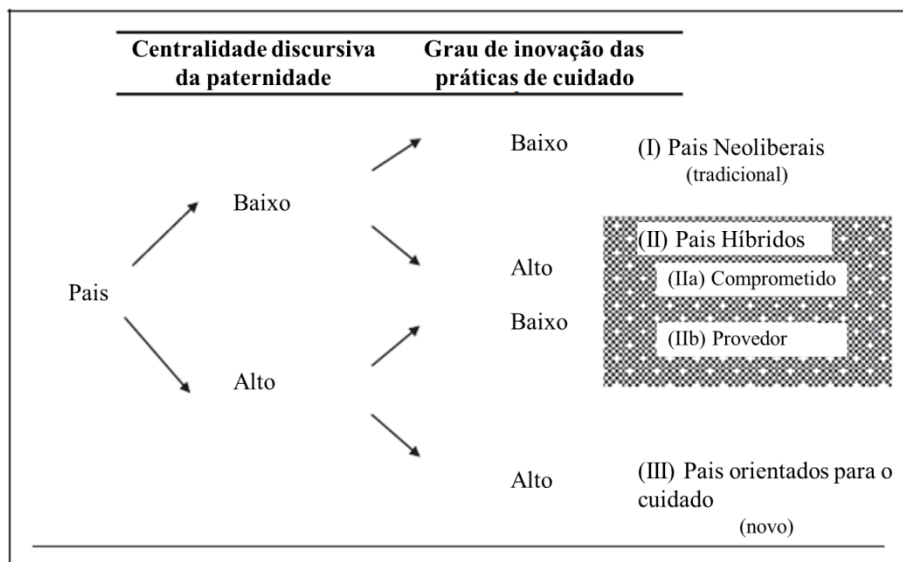 Centralidade discursiva
da paternidade
Grau de inovação das
práticas de cuidado
Baixo
(I) Pais Neoliberais
(tradicional)
Baixo
(II) Pais Híbridos
Alto
(IIa) Comprometido
Pais
Baixo
(IIb) Provedor
Alto
Alto
(III) Pais orientados para o
cuidado
(novo)